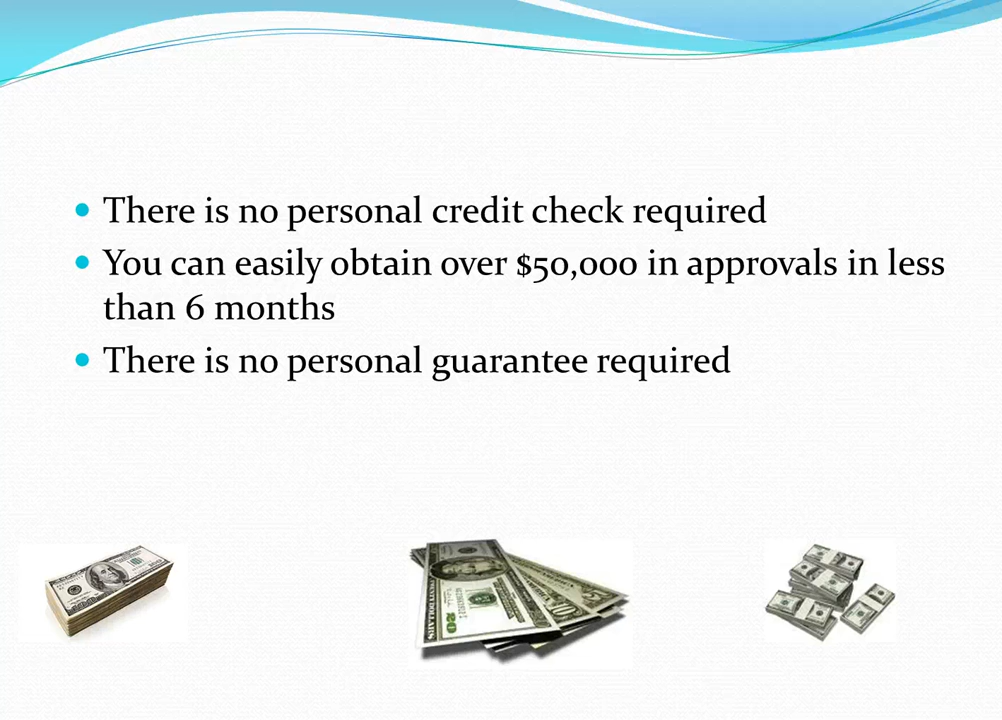 There is no personal credit check required
You can easily obtain over $50,000 in approvals in less
than 6 months
There is no personal guarantee required